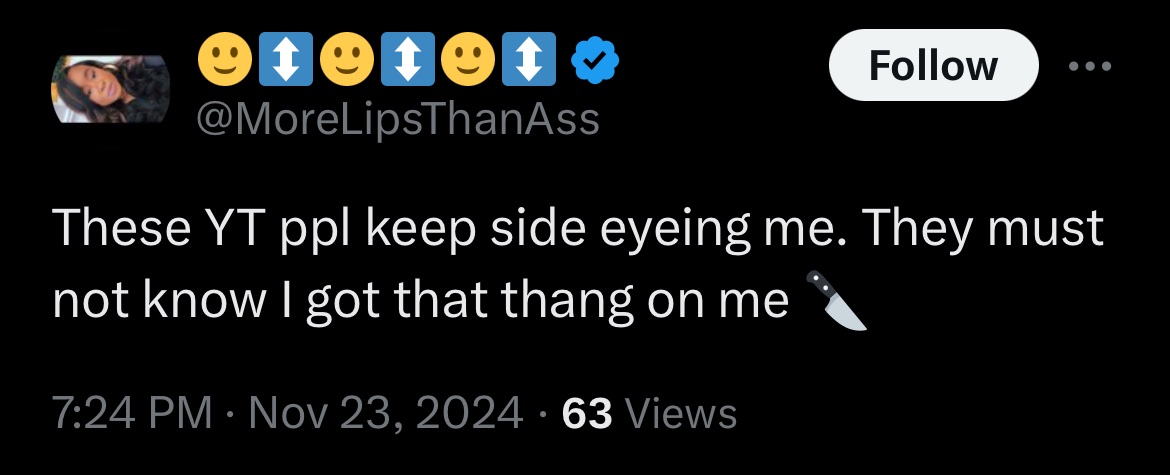 🙂↕️🙂↕️🙂↕️
Follow
@MoreLipsThanAss
These YT ppl keep side eyeing me. They must
not know I got that thang on me 🔪
7:24 PM · Nov 23, 2024 · 63 Views